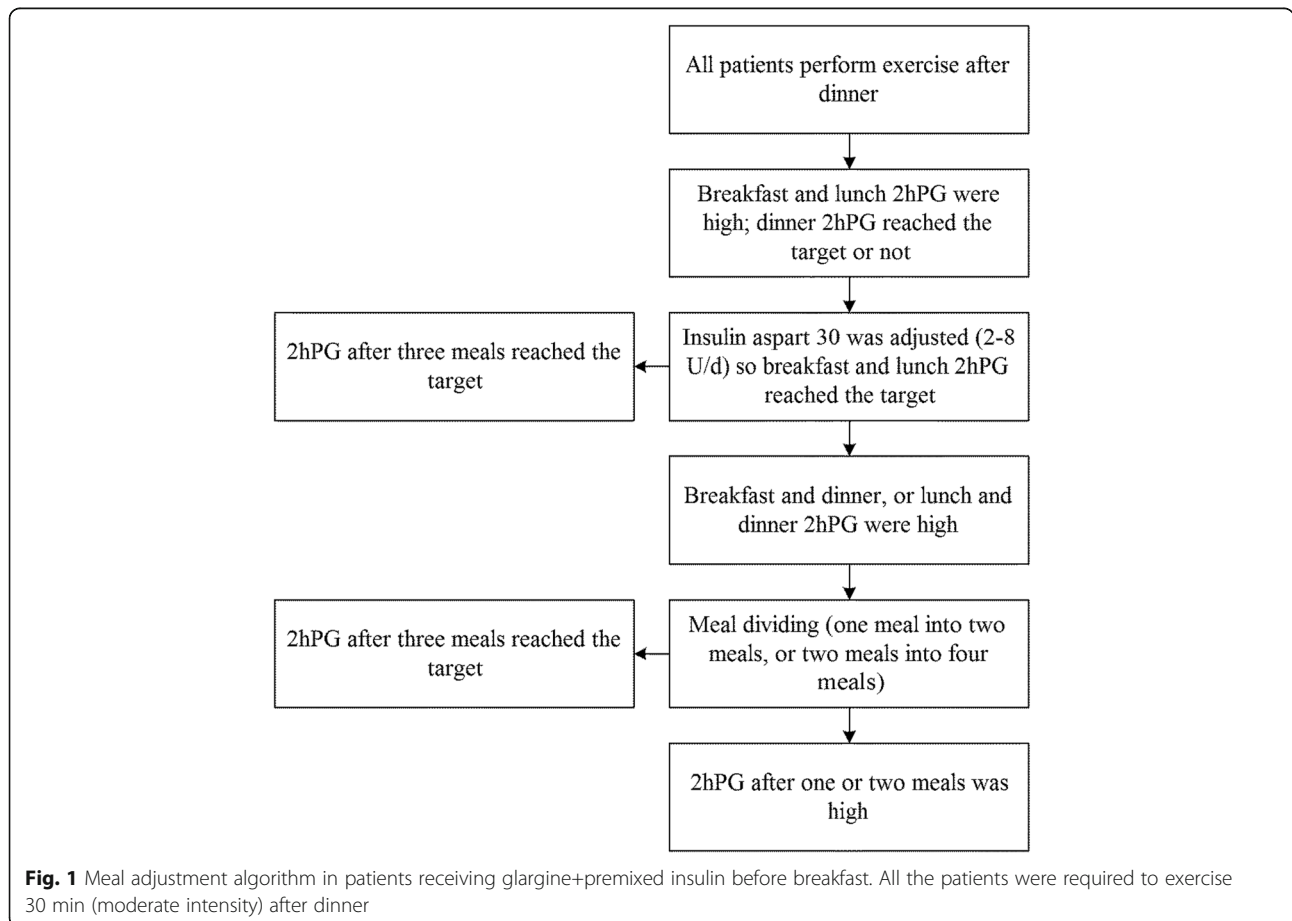 All patients perform exercise after
dinner
Breakfast and lunch 2hPG were
high; dinner 2hPG reached the
target or not
2hPG after three meals reached the
target
Insulin aspart 30 was adjusted (2-8
U/d) so breakfast and lunch 2hPG
reached the target
Breakfast and dinner, or lunch and
dinner 2hPG were high
2hPG after three meals reached the
target
Meal dividing (one meal into two
meals, or two meals into four
meals)
2hPG after one or two meals was
high
Fig. 1 Meal adjustment algorithm in patients receiving glargine+premixed insulin before breakfast. All the patients were required to exercise
30 min (moderate intensity) after dinner